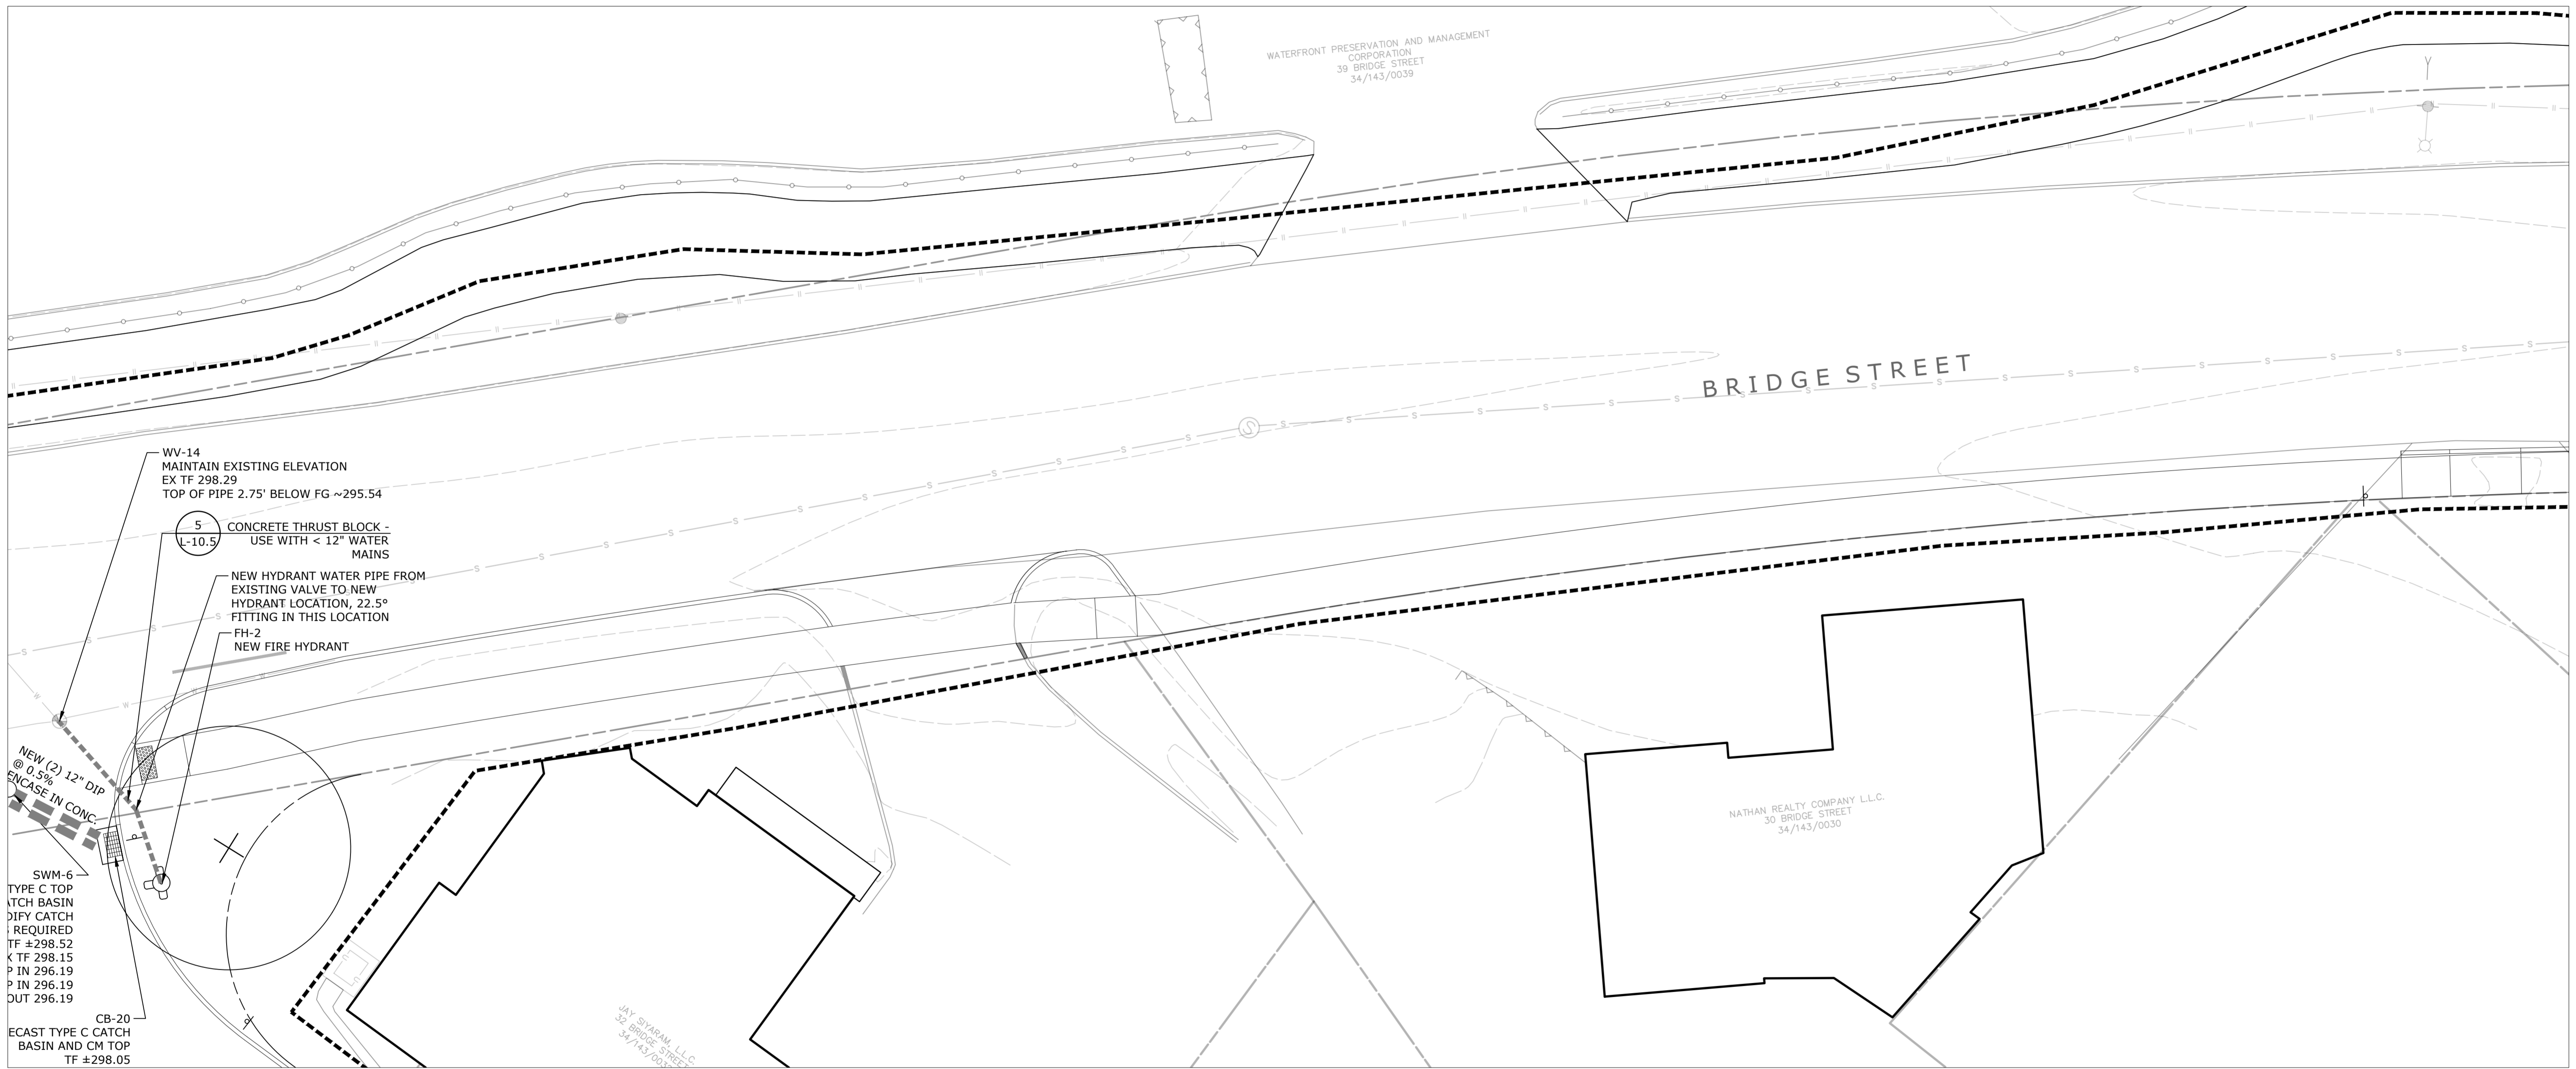 WATERFRONT PRESERVATION AND MANAGEMENT
CORPORATION
39 BRIDGE STREET
34/143/0039
BRIDGE STREET
WV-14
MAINTAIN EXISTING ELEVATION
EX TF 298.29
TOP OF PIPE 2.75' BELOW FG ~295.54
5
L-10.5
CONCRETE THRUST BLOCK -
USE WITH < 12" WATER
MAINS
NEW HYDRANT WATER PIPE FROM
EXISTING VALVE TO NEW
HYDRANT LOCATION, 22.5°
FITTING IN THIS LOCATION
FH-2
NEW FIRE HYDRANT
NEW (2) 12" DIP
@ 0.5%
ENCASE IN CONC.
SWM-6
TYPE C TOP
ATCH BASIN
DIFY CATCH
S REQUIRED
TF ±298.52
X TF 298.15
P IN 296.19
P IN 296.19
OUT 296.19
CB-20
ECAST TYPE C CATCH
BASIN AND CM TOP
TF ±298.05
NATHAN REALTY COMPANY L.L.C.
30 BRIDGE STREET
34/143/0030
JAY SIYARAM, L.L.C.
32 BRIDGE STREET
34/143/0032